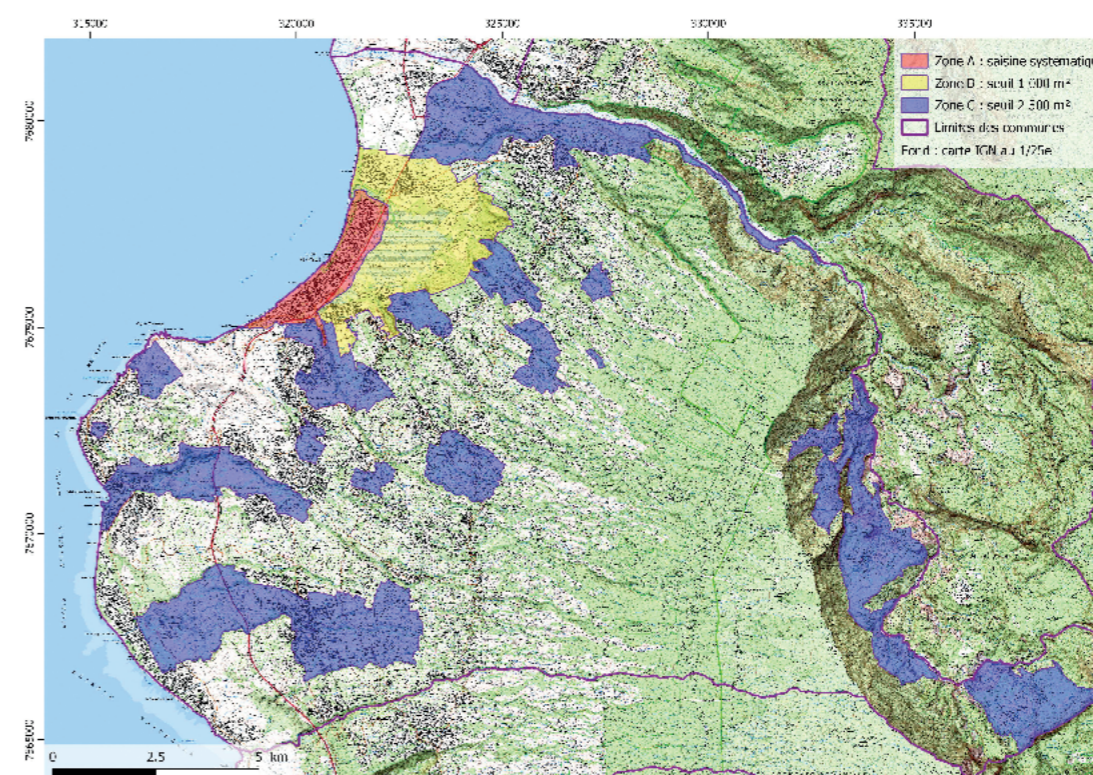 315000 320000 325000 330000 335000
Zone A : saisine systematiqu
Zone B : seuil 1 000 m²
Zone C : seuil 2 500 m²
Limites des communes
Fond : carte IGN au 1/25e
7680000
7675000
7670000
7665000
0 2.5 5 km